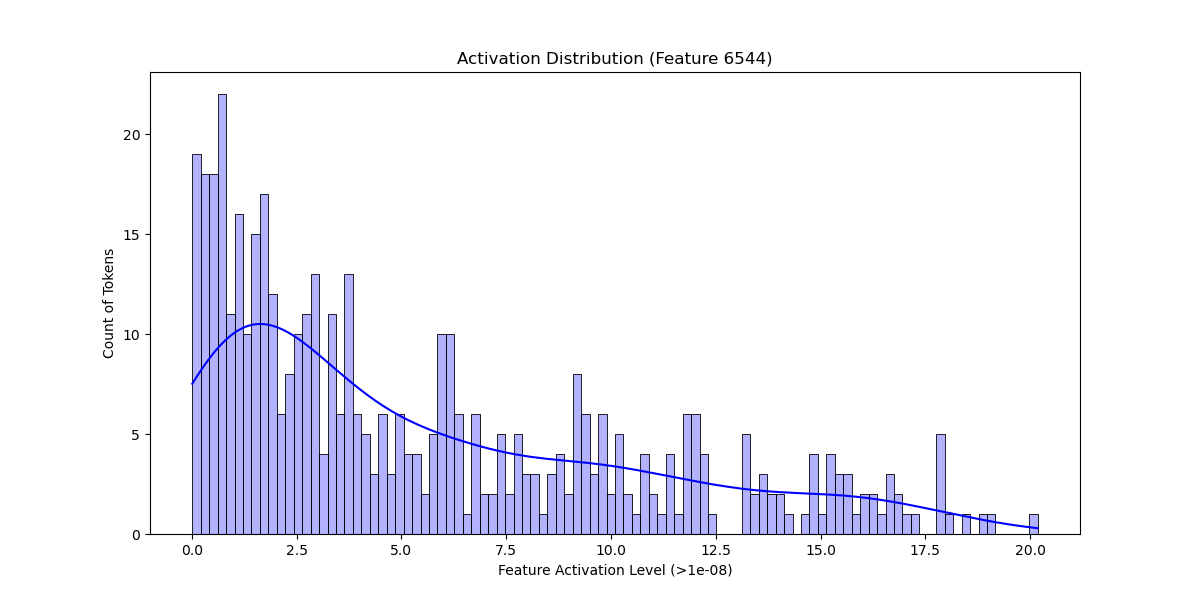 Activation Distribution (Feature 6544)
20
15
10
5
0
Count of Tokens
0.0 2.5 5.0 7.5 10.0 12.5 15.0 17.5 20.0
Feature Activation Level (>1e-08)